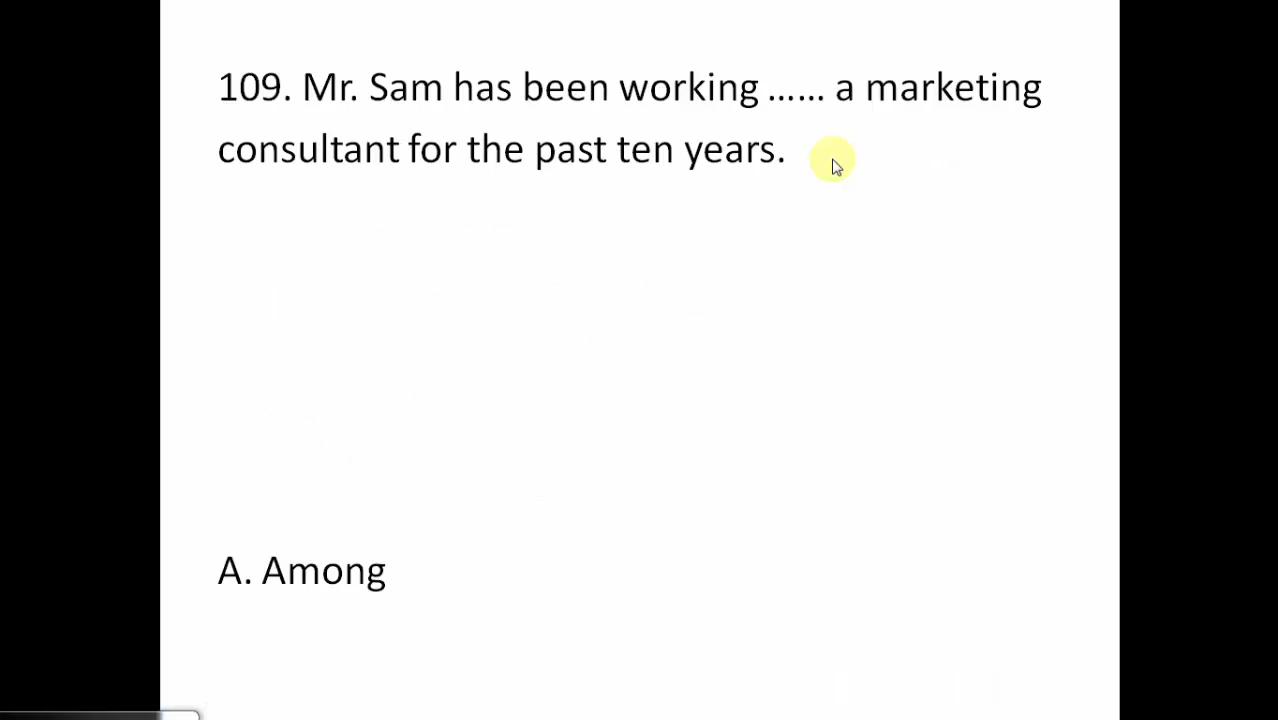 109. Mr. Sam has been working …… a marketing
consultant for the past ten years.
A. Among